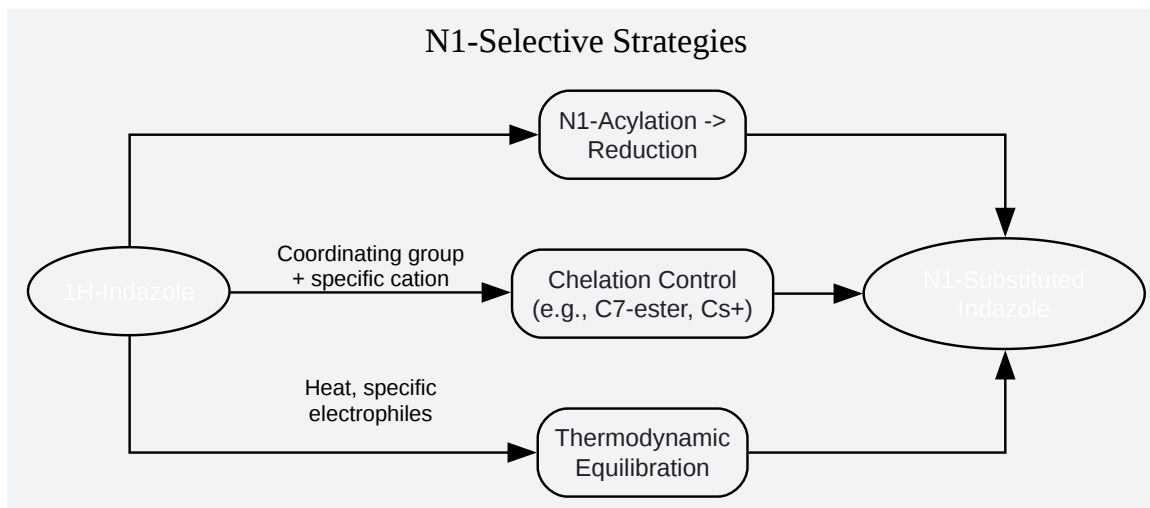 N1-Selective Strategies
N1-Acylation ->
Reduction
Coordinating group
+ specific cation
1H-Indazole
Chelation Control
(e.g., C7-ester, Cs+)
N1-Substituted
Indazole
Heat, specific
electrophiles
Thermodynamic
Equilibration